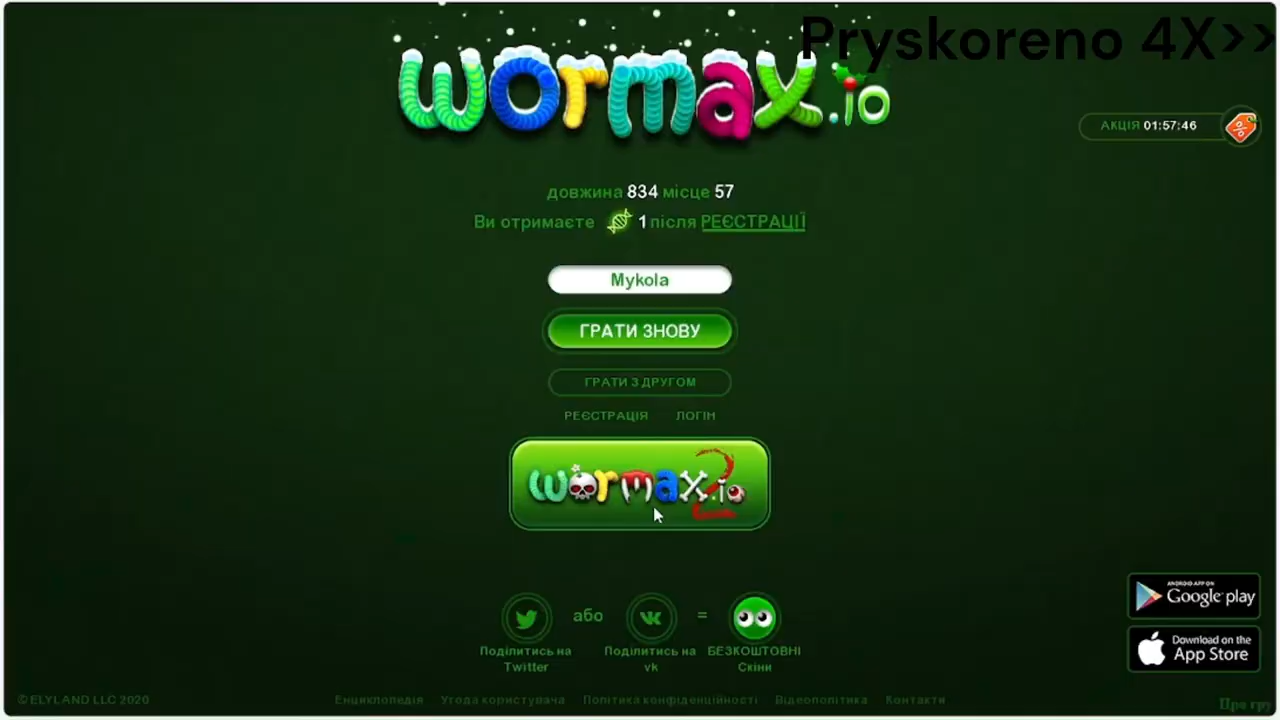 Pryskoreno 4X>>
wormax.io
АКЦІЯ 01:57:46
довжина 834 місце 57
Ви отримаєте 1 після РЕЄСТРАЦІЇ
Mykola
ГРАТИ ЗНОВУ
ГРАТИ З ДРУГОМ
РЕЄСТРАЦІЯ ЛОГІН
wormax.io 2
або =
Поділитись на Twitter
Поділитись на vk
БЕЗКОШТОВНІ Скіни
ANDROID APP ON
Google play
Download on the
App Store
© ELYLAND LLC 2020
Енциклопедія Угода користувача Політика конфіденційності Відеополітика Контакти
Про гру